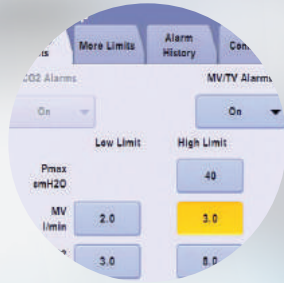 More Limits Alarm History
CO2 Alarms MV/TV Alarms
On On
Low Limit High Limit
Pmax cmH2O 40
MV l/min 2.0 3.0
3.0 8.0